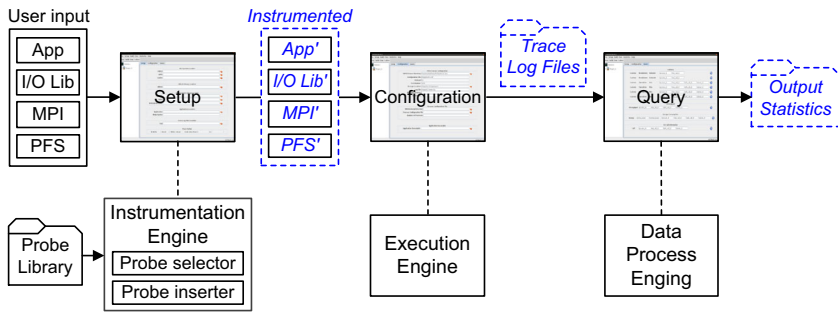 User input
App
I/O Lib
MPI
PFS
Setup
Instrumented
App'
I/O Lib'
MPI'
PFS'
Configuration
Trace
Log Files
Query
Output
Statistics
Probe
Library
Instrumentation
Engine
Probe selector
Probe inserter
Execution
Engine
Data
Process
Enging